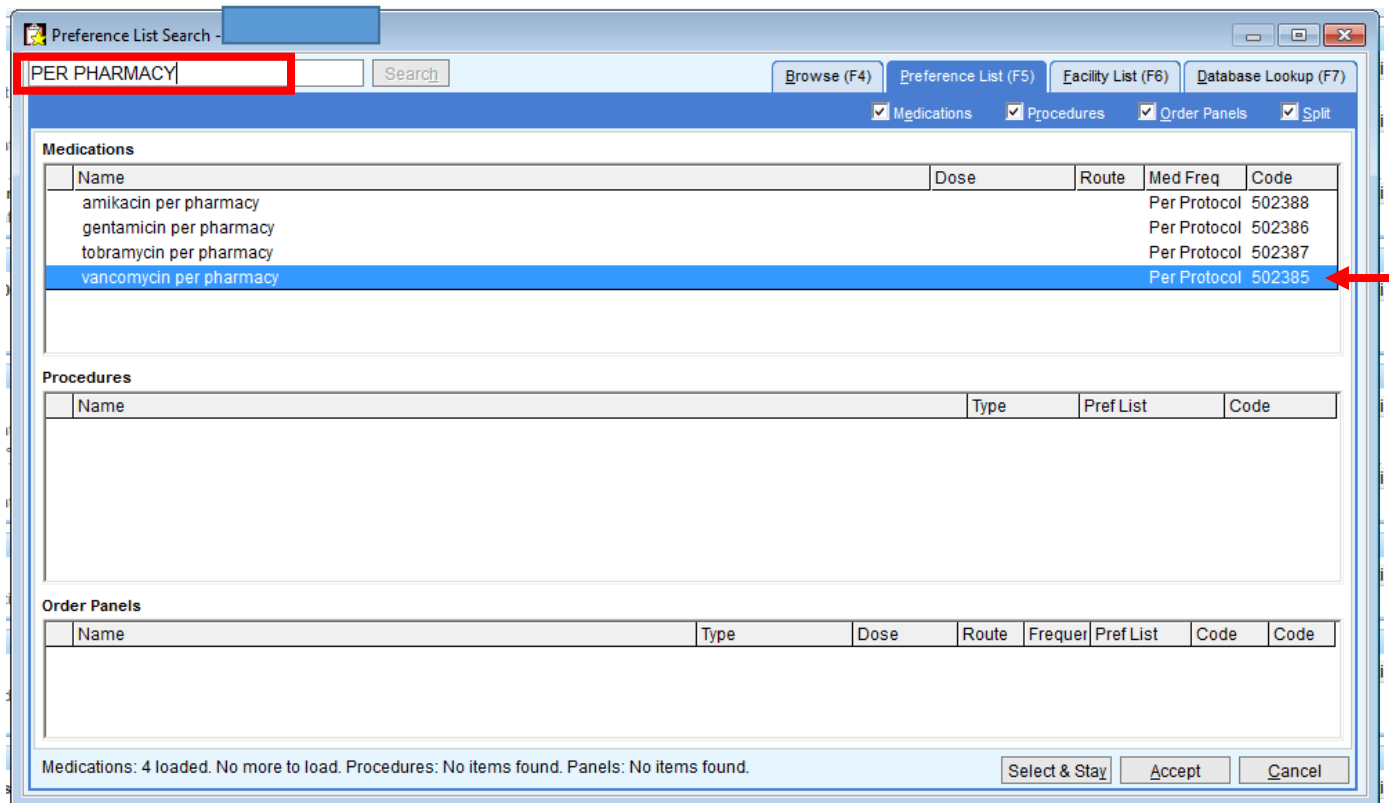 Preference List Search -
PER PHARMACY Search Browse (F4) Preference List (F5) Facility List (F6) Database Lookup (F7)
Medications Procedures Order Panels Split
Medications
Name Dose Route Med Freq Code
amikacin per pharmacy Per Protocol 502388
gentamicin per pharmacy Per Protocol 502386
tobramycin per pharmacy Per Protocol 502387
vancomycin per pharmacy Per Protocol 502385
Procedures
Name Type Pref List Code
Order Panels
Name Type Dose Route Frequer Pref List Code Code
Medications: 4 loaded. No more to load. Procedures: No items found. Panels: No items found. Select & Stay Accept Cancel